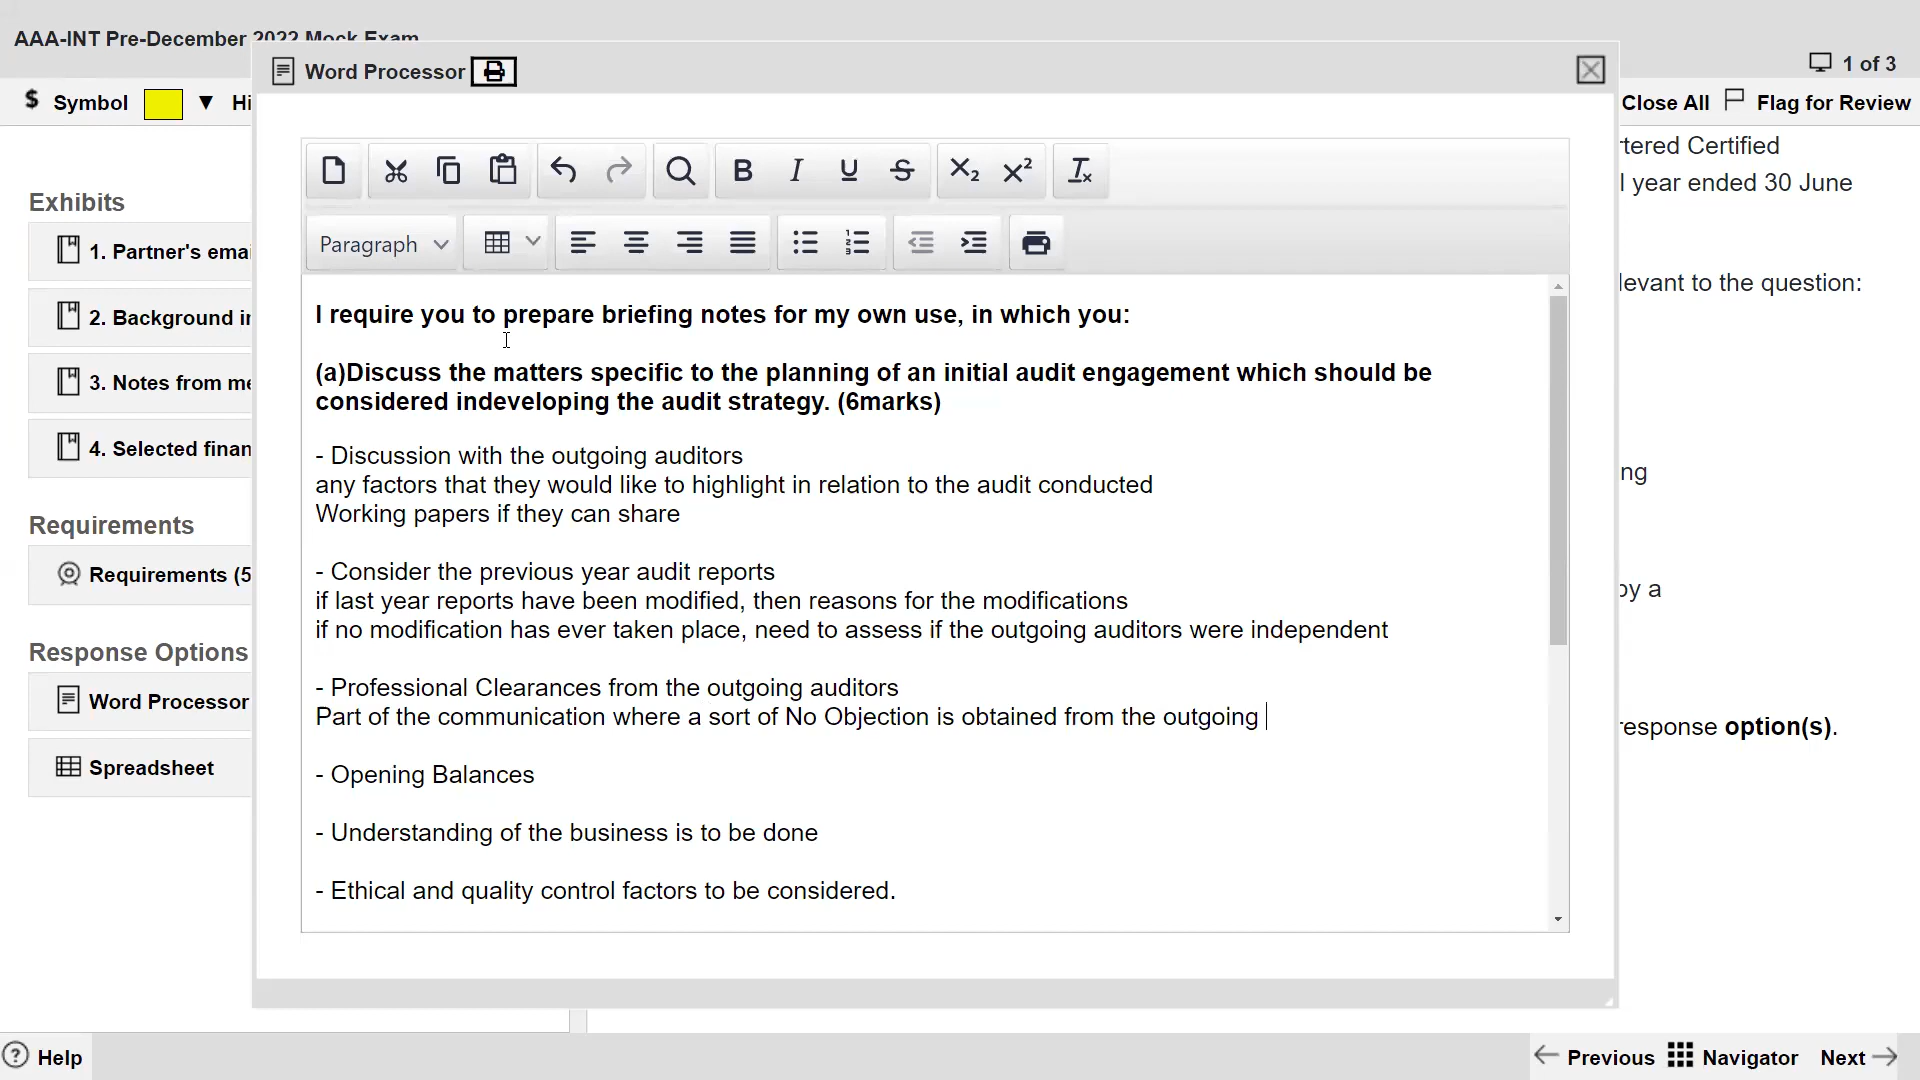 AAA-INT Pre-December 2022 Mock Exam
Word Processor
1 of 3
$ Symbol
Hi
Close All
Flag for Review
Paragraph
rtered Certified
l year ended 30 June
levant to the question:
ng
by a
response option(s).
Exhibits
1. Partner's emai
2. Background in
3. Notes from me
4. Selected finan
Requirements
Requirements (5
Response Options
Word Processor
Spreadsheet
I require you to prepare briefing notes for my own use, in which you:
(a)Discuss the matters specific to the planning of an initial audit engagement which should be
considered indeveloping the audit strategy. (6marks)
- Discussion with the outgoing auditors
any factors that they would like to highlight in relation to the audit conducted
Working papers if they can share
- Consider the previous year audit reports
if last year reports have been modified, then reasons for the modifications
if no modification has ever taken place, need to assess if the outgoing auditors were independent
- Professional Clearances from the outgoing auditors
Part of the communication where a sort of No Objection is obtained from the outgoing
- Opening Balances
- Understanding of the business is to be done
- Ethical and quality control factors to be considered.
Help
Previous
Navigator
Next